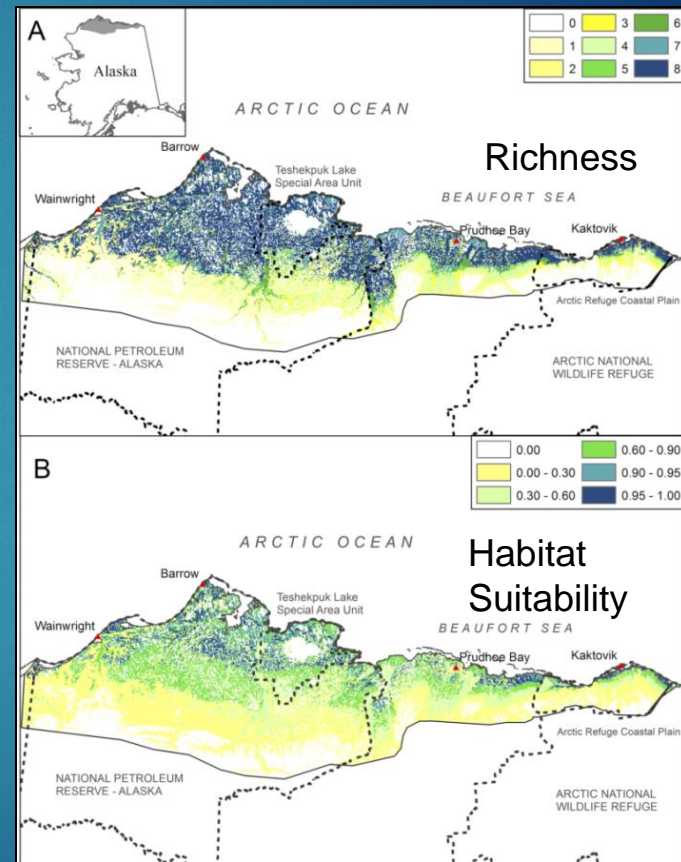 A
Alaska
0 3 6
1 4 7
2 5 8
ARCTIC OCEAN
Barrow
Richness
Teshekpuk Lake
Special Area Unit
BEAUFORT SEA
Wainwright
Prudhoe Bay
Kaktovik
Arctic Refuge Coastal Plain
NATIONAL PETROLEUM
RESERVE - ALASKA
ARCTIC NATIONAL
WILDLIFE REFUGE
B
0.00 0.60 - 0.90
0.00 - 0.30 0.90 - 0.95
0.30 - 0.60 0.95 - 1.00
ARCTIC OCEAN
Habitat
Suitability
Barrow
Teshekpuk Lake
Special Area Unit
BEAUFORT SEA
Wainwright
Prudhoe Bay
Kaktovik
Arctic Refuge Coastal Plain
NATIONAL PETROLEUM
RESERVE - ALASKA
ARCTIC NATIONAL
WILDLIFE REFUGE